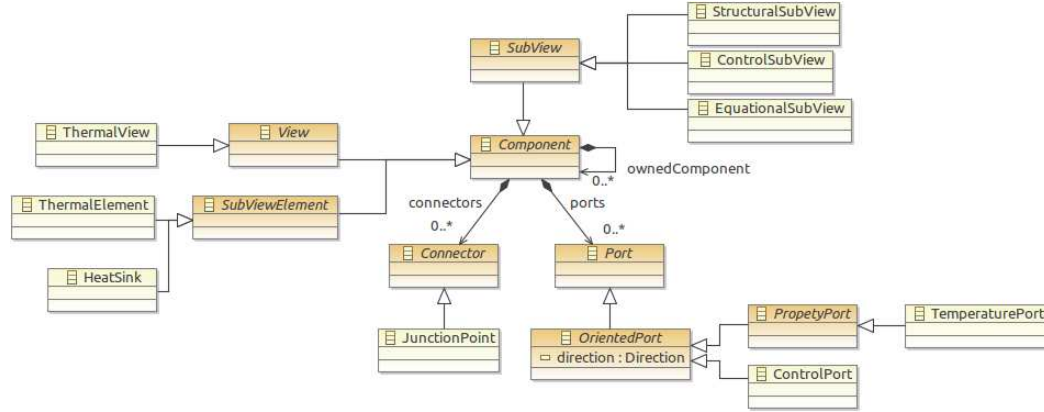 StructuralSubView
SubView
ControlSubView
EquationalSubView
ThermalView
View
Component
ownedComponent
0..*
ThermalElement
SubViewElement
connectors
ports
0..*
0..*
HeatSink
Connector
Port
PropetyPort
TemperaturePort
JunctionPoint
OrientedPort
direction : Direction
ControlPort